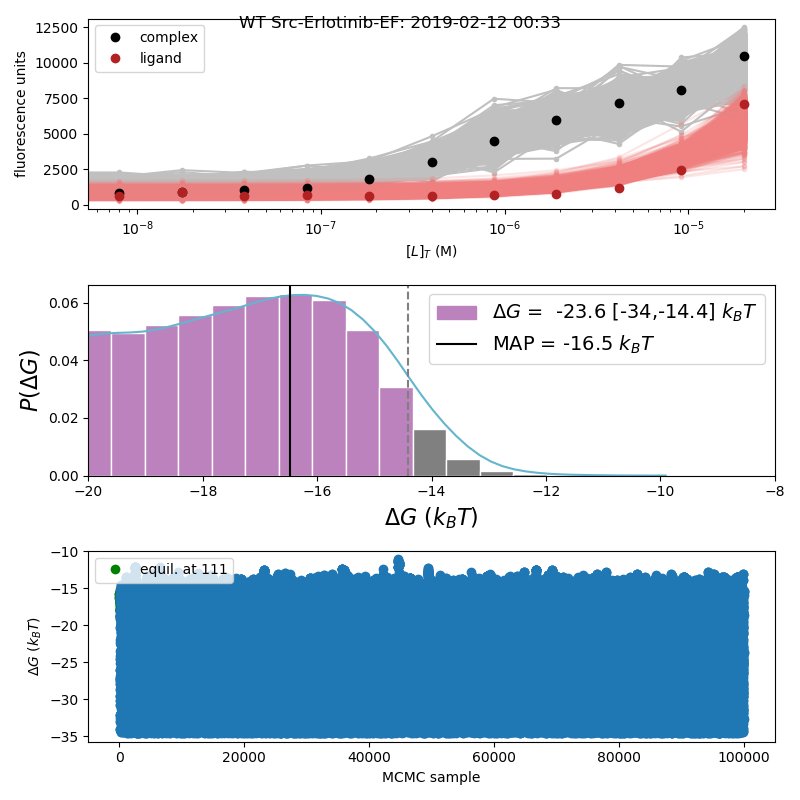 WT Src-Erlotinib-EF: 2019-02-12 00:33
fluorescence units
12500
10000
7500
5000
2500
0
complex
ligand
10⁻⁸ 10⁻⁷ 10⁻⁶ 10⁻⁵
[L]_T (M)
P(ΔG)
0.06
0.04
0.02
0.00
ΔG = -23.6 [-34,-14.4] k_BT
MAP = -16.5 k_BT
−20 −18 −16 −14 −12 −10 −8
ΔG (k_BT)
ΔG (k_BT)
−10
−15
−20
−25
−30
−35
equil. at 111
0 20000 40000 60000 80000 100000
MCMC sample